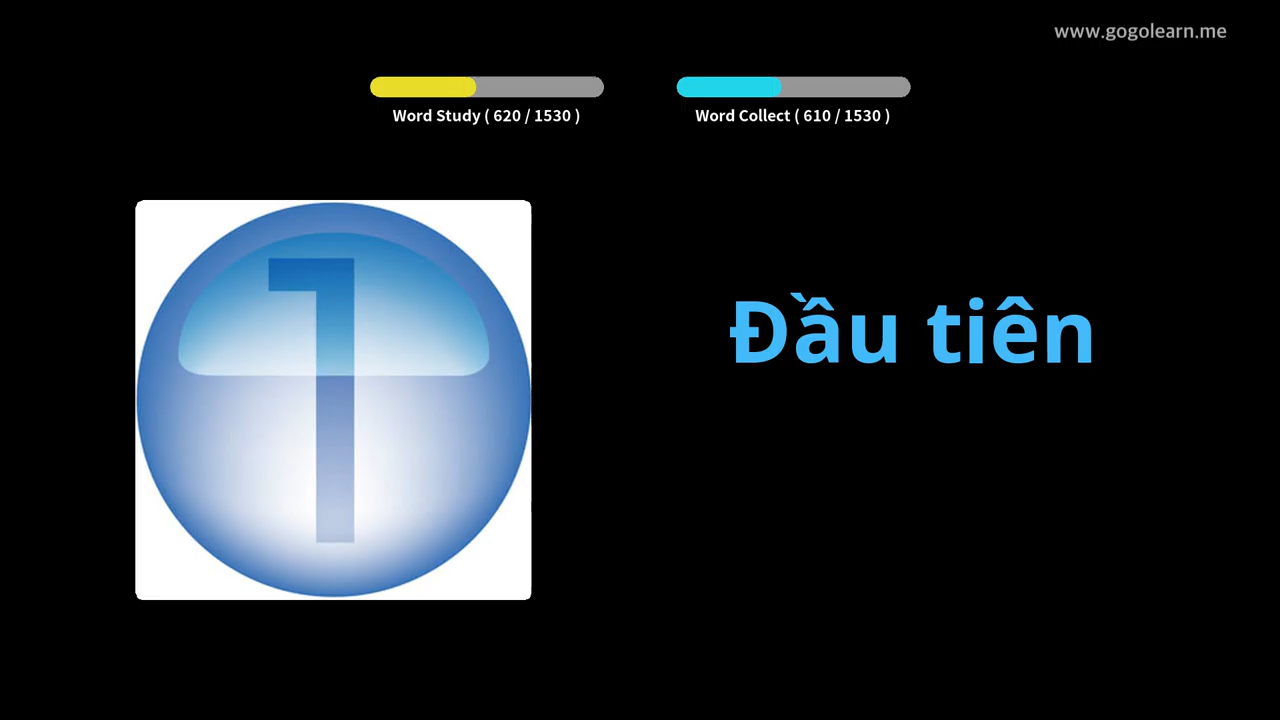 www.gogolearn.me
Word Study ( 620 / 1530 )
Word Collect ( 610 / 1530 )
1
Đầu tiên